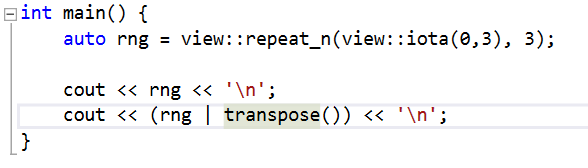 int main() {
    auto rng = view::repeat_n(view::iota(0,3), 3);

    cout << rng << '\n';
    cout << (rng | transpose()) << '\n';
}